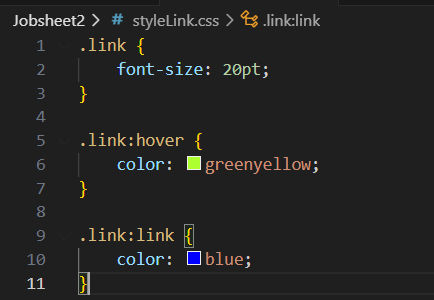 Jobsheet2 > # styleLink.css > .link:link
1 .link {
2     font-size: 20pt;
3 }
4
5 .link:hover {
6     color: greenyellow;
7 }
8
9 .link:link {
10     color: blue;
11 }